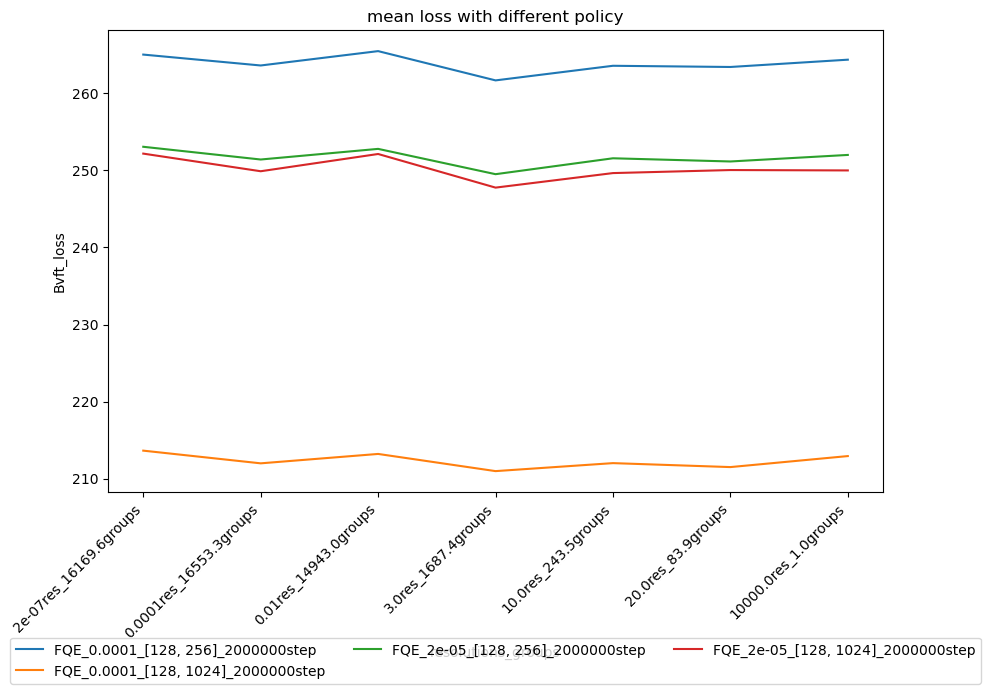 mean loss with different policy
260
250
240
230
220
210
Bvft_loss
2e-07res_16169.6groups
0.0001res_16553.3groups
0.01res_14943.0groups
3.0res_1687.4groups
10.0res_243.5groups
20.0res_83.9groups
10000.0res_1.0groups
FQE_0.0001_[128, 256]_2000000step
FQE_2e-05_[128, 256]_2000000step
FQE_2e-05_[128, 1024]_2000000step
FQE_0.0001_[128, 1024]_2000000step